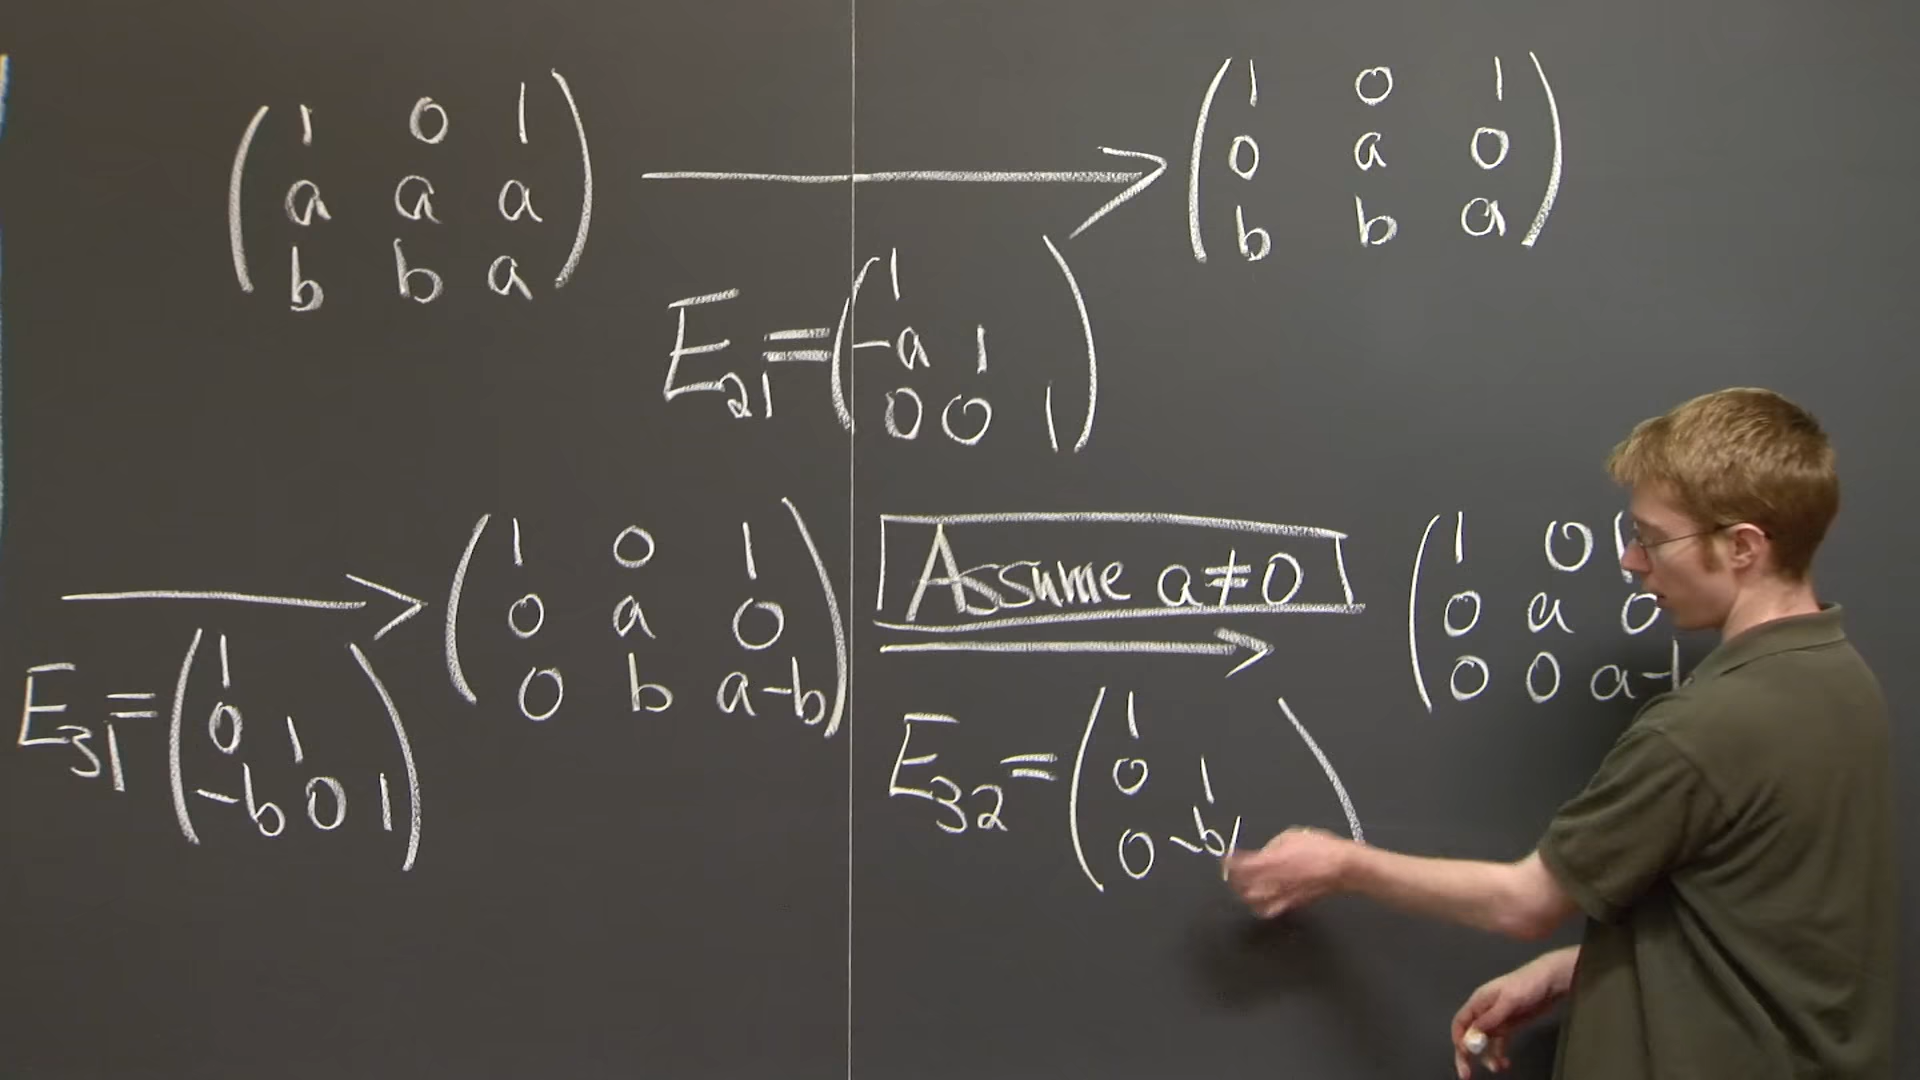 ( 1 0 1 )
( a a a )
( b b a )
( 1 0 1 )
( 0 a 0 )
( b b a )
E21 = ( 1 )
( -a 1 )
( 0 0 1 )
E31 = ( 1 )
( 0 1 )
( -b 0 1 )
( 1 0 1 )
( 0 a 0 )
( 0 b a-b )
Assume a≠0
E32 = ( 1 )
( 0 1 )
( 0 -b/
( 1 0 1
( 0 a 0
( 0 0 a-